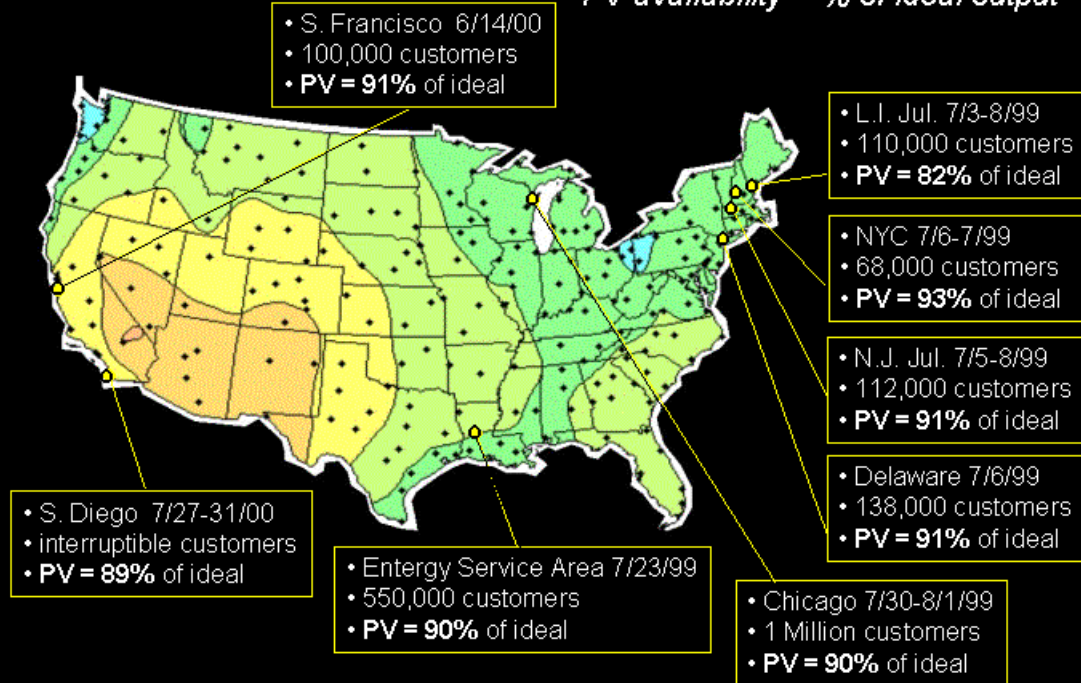 PV availability % of ideal output
• S. Francisco 6/14/00
• 100,000 customers
• PV = 91% of ideal
• L.I. Jul. 7/3-8/99
• 110,000 customers
• PV = 82% of ideal
• NYC 7/6-7/99
• 68,000 customers
• PV = 93% of ideal
• N.J. Jul. 7/5-8/99
• 112,000 customers
• PV = 91% of ideal
• Delaware 7/6/99
• 138,000 customers
• PV = 91% of ideal
• S. Diego 7/27-31/00
• interruptible customers
• PV = 89% of ideal
• Entergy Service Area 7/23/99
• 550,000 customers
• PV = 90% of ideal
• Chicago 7/30-8/1/99
• 1 Million customers
• PV = 90% of ideal